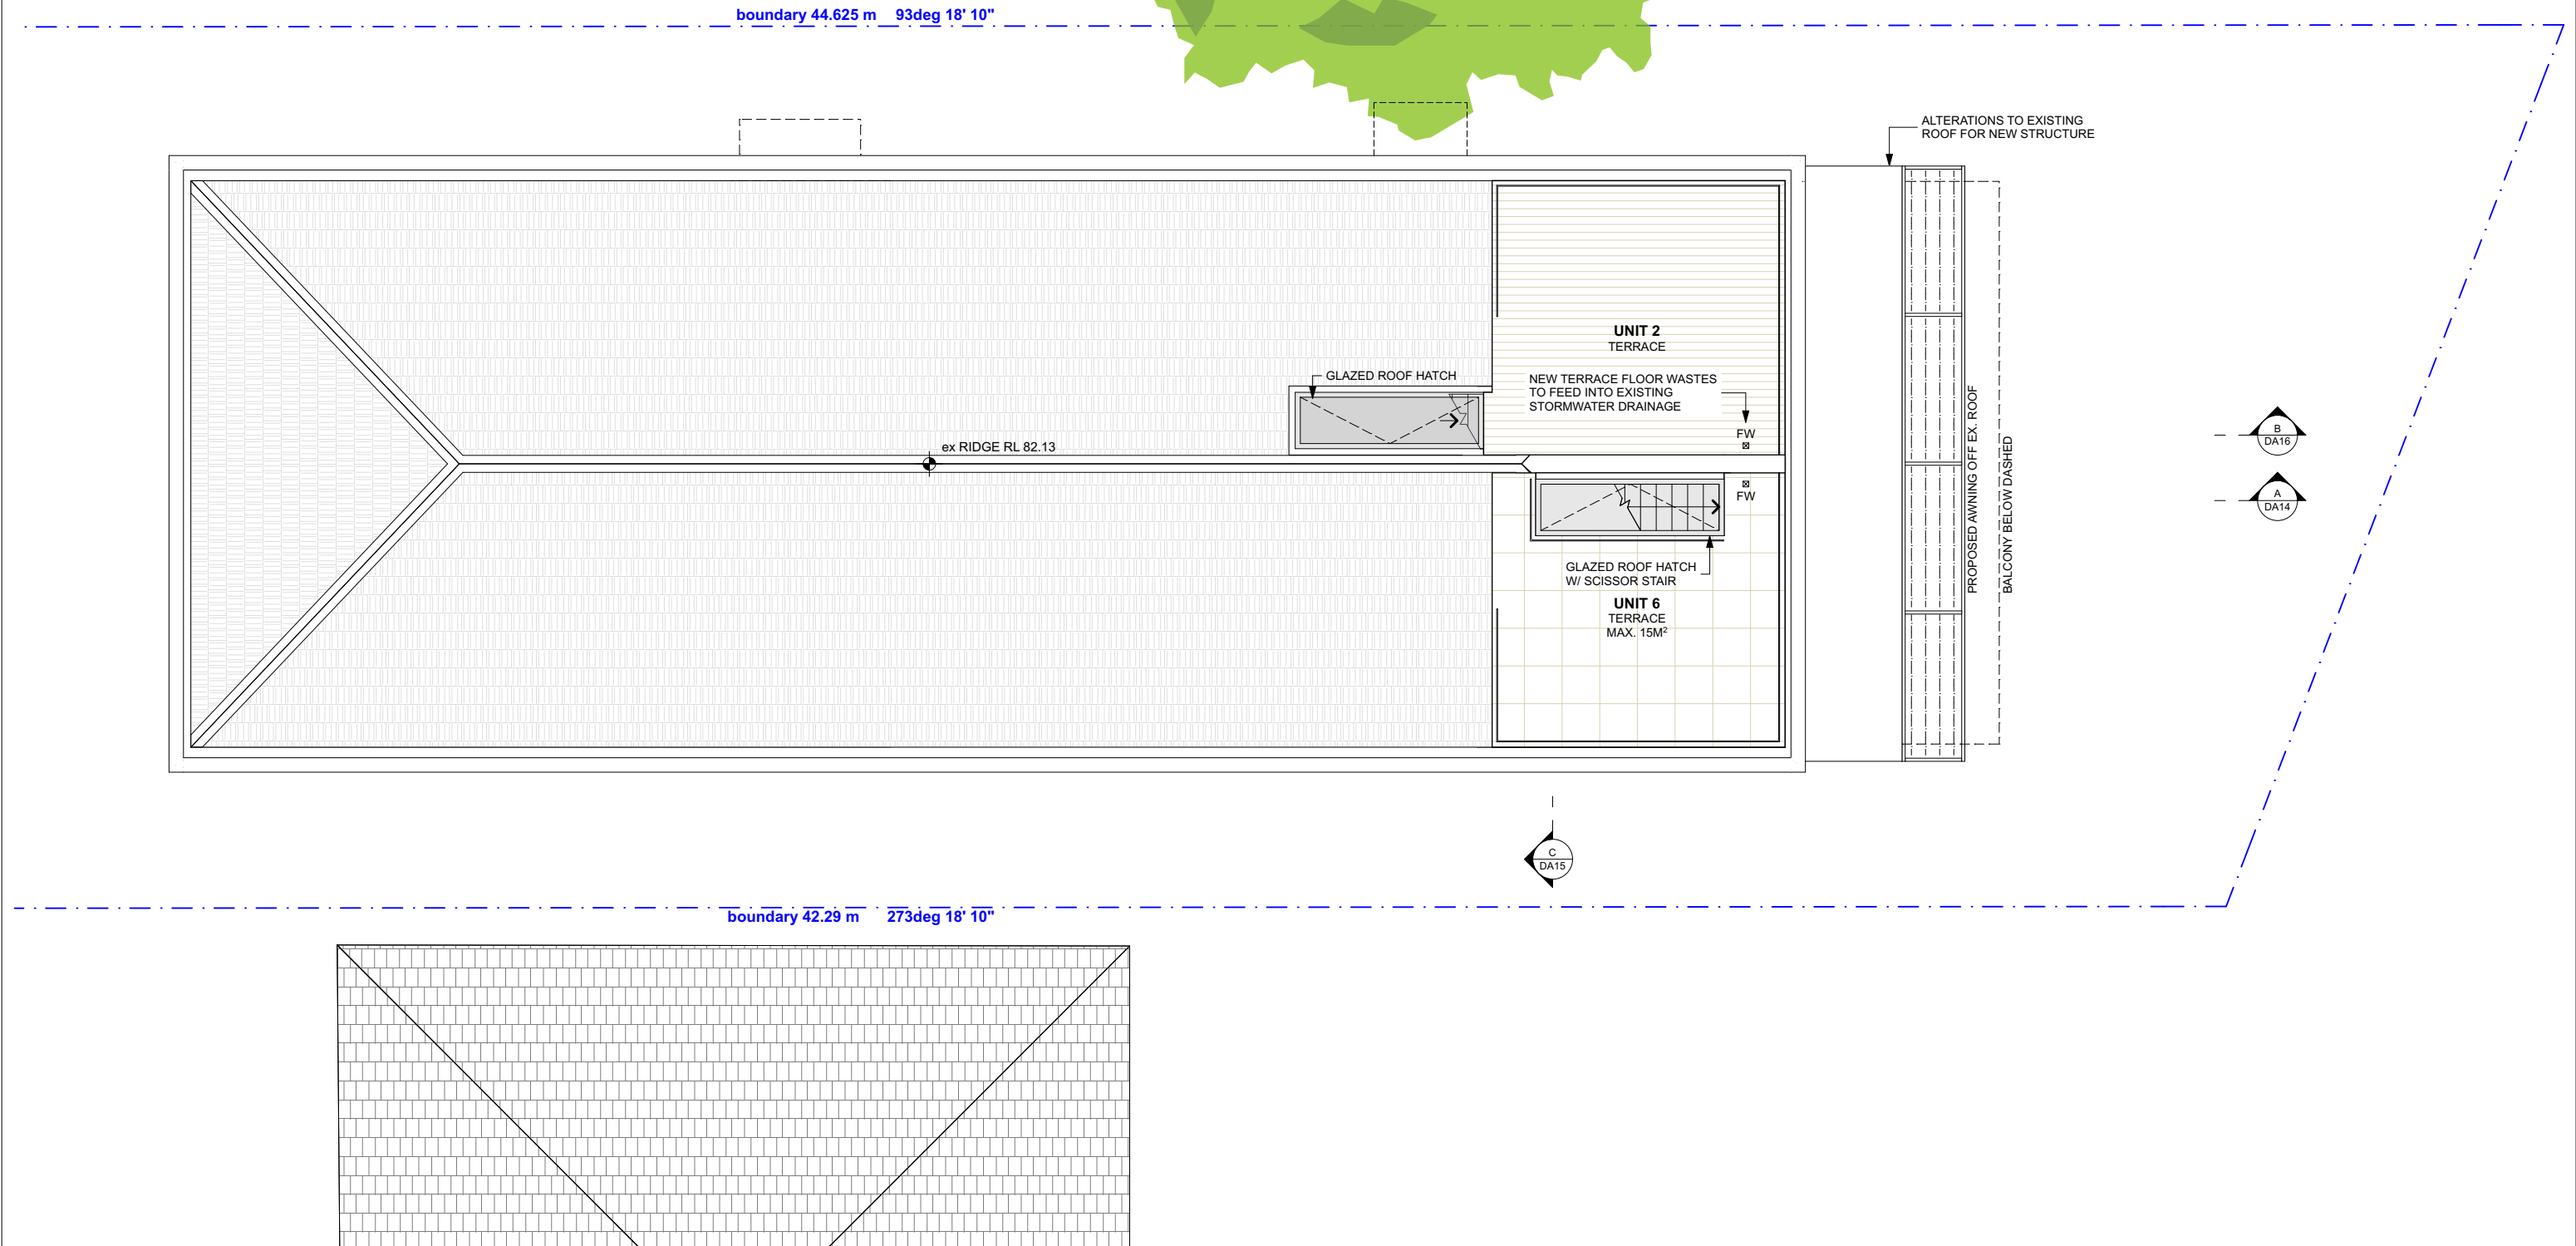 boundary 44.625 m 93deg 18' 10"
ALTERATIONS TO EXISTING
ROOF FOR NEW STRUCTURE
UNIT 2
TERRACE
GLAZED ROOF HATCH
NEW TERRACE FLOOR WASTES
TO FEED INTO EXISTING
STORMWATER DRAINAGE
FW
ex RIDGE RL 82.13
FW
GLAZED ROOF HATCH
W/ SCISSOR STAIR
UNIT 6
TERRACE
MAX. 15M²
PROPOSED AWNING OFF EX. ROOF
BALCONY BELOW DASHED
B
DA16
A
DA14
C
DA15
boundary 42.29 m 273deg 18' 10"